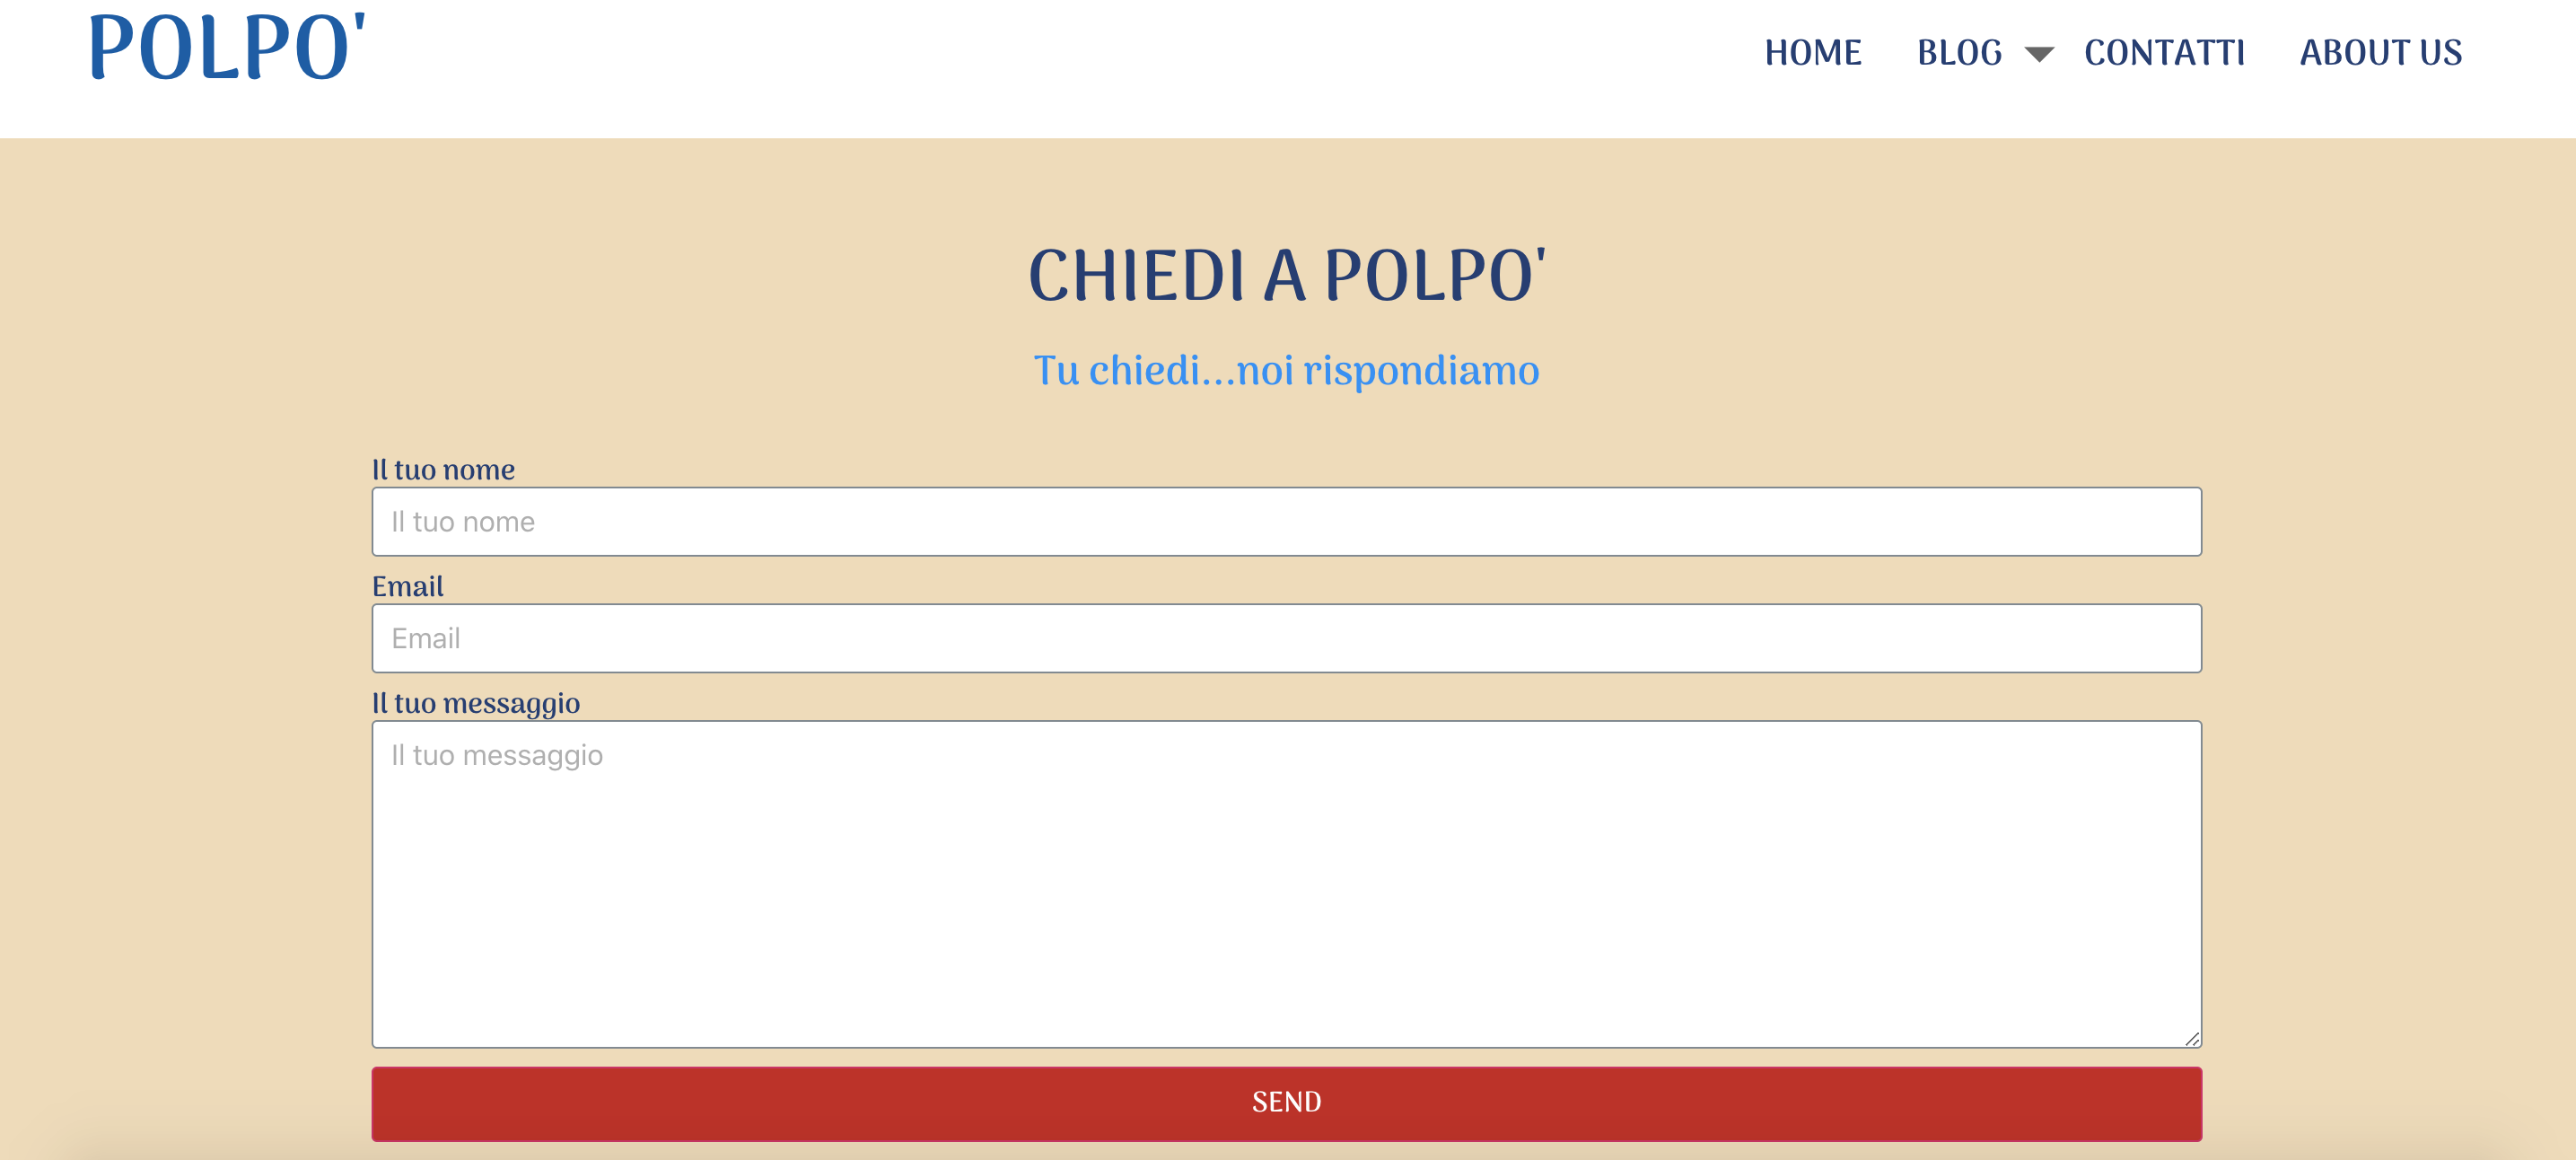 POLPO'
HOME BLOG CONTATTI ABOUT US
CHIEDI A POLPO'
Tu chiedi...noi rispondiamo
Il tuo nome
Il tuo nome
Email
Email
Il tuo messaggio
Il tuo messaggio
SEND